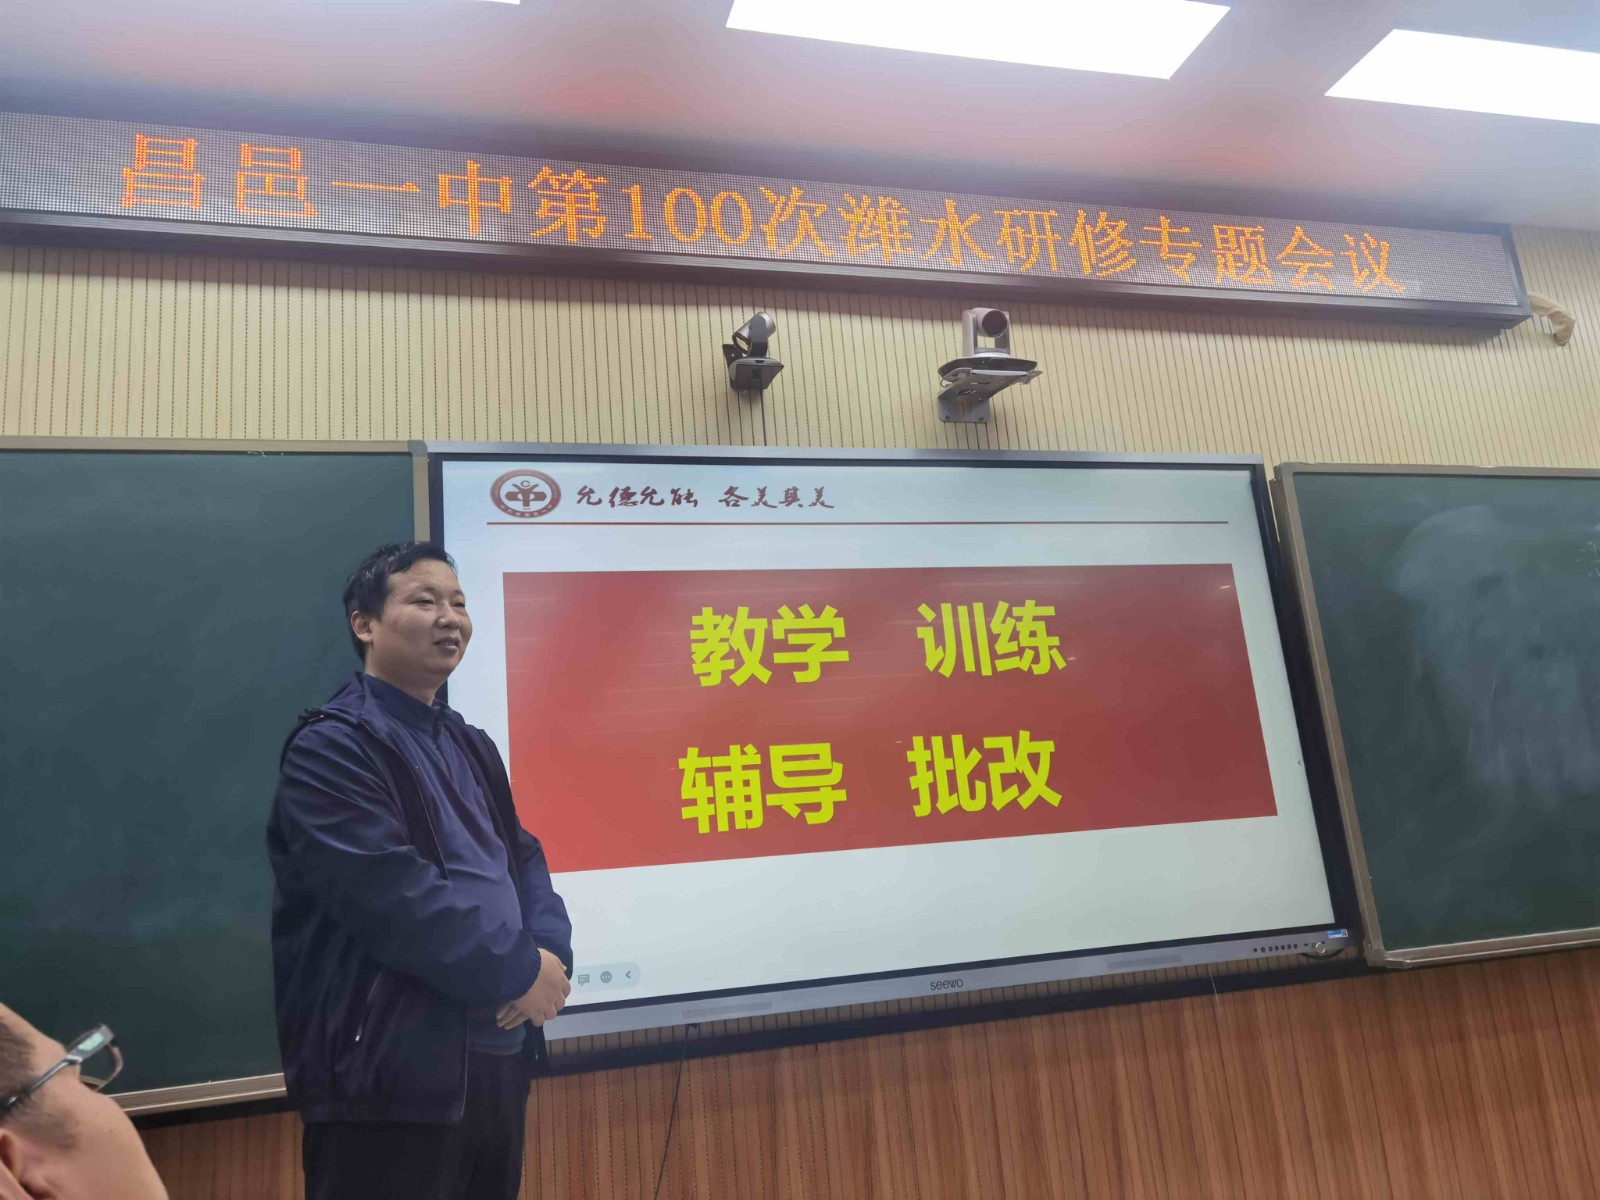 昌邑一中第100次潍水研修专题会议
允德允能 各美其美
教学 训练
辅导 批改
seewo